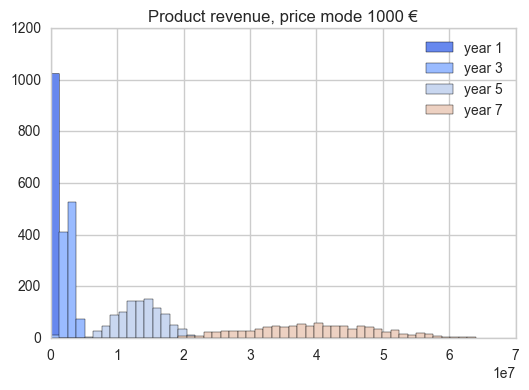 Product revenue, price mode 1000 €
1200
1000
800
600
400
200
0
year 1
year 3
year 5
year 7
0 1 2 3 4 5 6 7
1e7